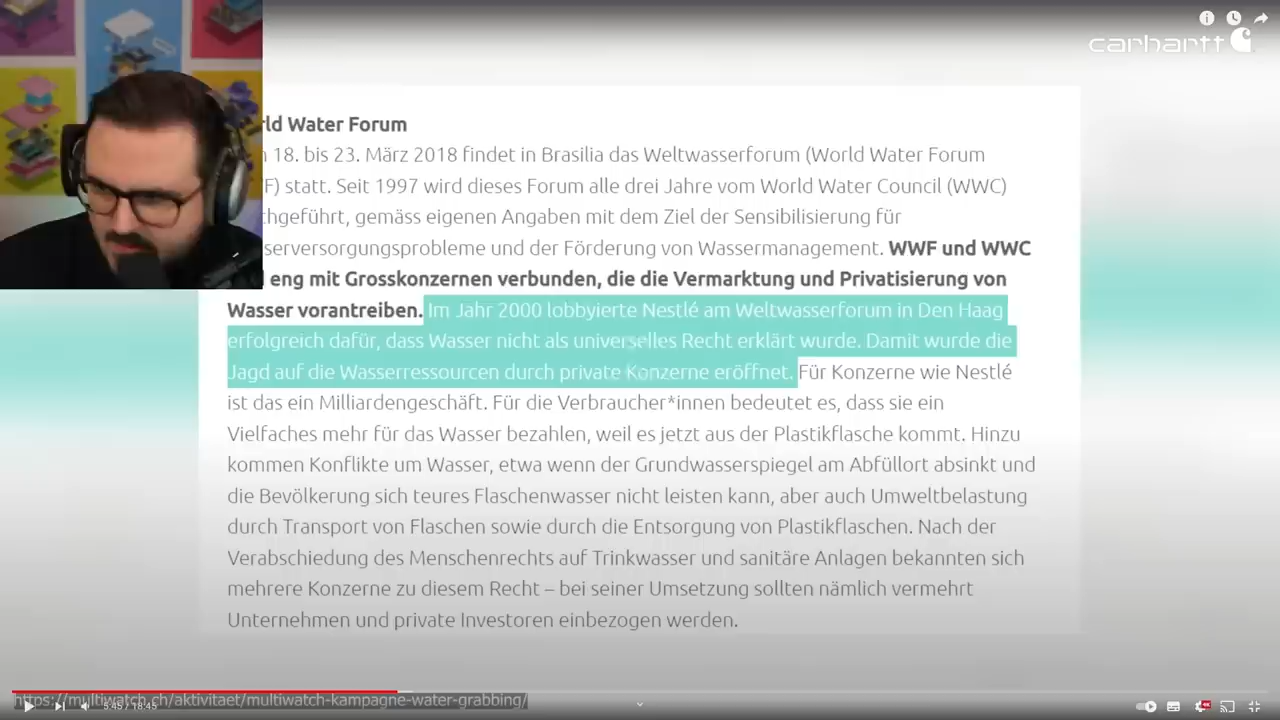 carhartt
rld Water Forum
18. bis 23. März 2018 findet in Brasilia das Weltwasserforum (World Water Forum
F) statt. Seit 1997 wird dieses Forum alle drei Jahre vom World Water Council (WWC)
chgeführt, gemäss eigenen Angaben mit dem Ziel der Sensibilisierung für
serversorgungsprobleme und der Förderung von Wassermanagement. WWF und WWC
eng mit Grosskonzernen verbunden, die die Vermarktung und Privatisierung von
Wasser vorantreiben. Im Jahr 2000 lobbyierte Nestlé am Weltwasserforum in Den Haag
erfolgreich dafür, dass Wasser nicht als universelles Recht erklärt wurde. Damit wurde die
Jagd auf die Wasserressourcen durch private Konzerne eröffnet. Für Konzerne wie Nestlé
ist das ein Milliardengeschäft. Für die Verbraucher*innen bedeutet es, dass sie ein
Vielfaches mehr für das Wasser bezahlen, weil es jetzt aus der Plastikflasche kommt. Hinzu
kommen Konflikte um Wasser, etwa wenn der Grundwasserspiegel am Abfüllort absinkt und
die Bevölkerung sich teures Flaschenwasser nicht leisten kann, aber auch Umweltbelastung
durch Transport von Flaschen sowie durch die Entsorgung von Plastikflaschen. Nach der
Verabschiedung des Menschenrechts auf Trinkwasser und sanitäre Anlagen bekannten sich
mehrere Konzerne zu diesem Recht – bei seiner Umsetzung sollten nämlich vermehrt
Unternehmen und private Investoren einbezogen werden.
https://multiwatch.ch/aktivitaet/multiwatch-kampagne-water-grabbing/
5:45 / 18:45